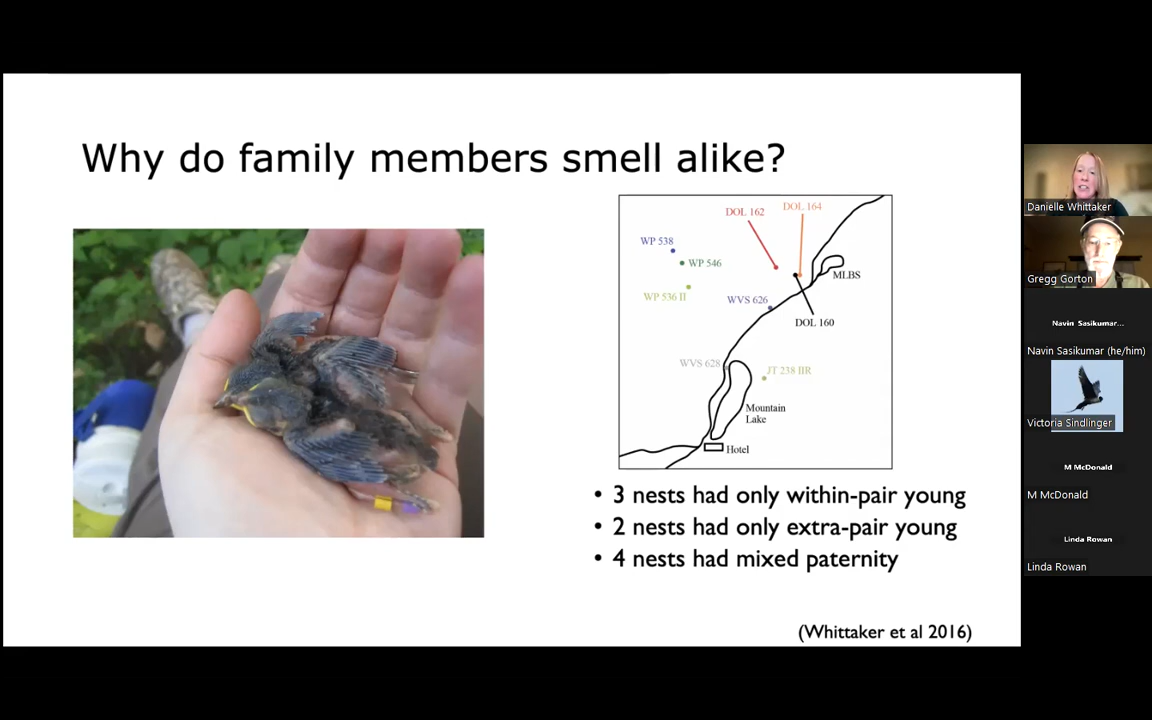 Why do family members smell alike?
DOL 162
DOL 164
WP 538
WP 546
MLBS
WP 536 II
WVS 626
DOL 160
WVS 628
JT 238 IIR
Mountain
Lake
Hotel
• 3 nests had only within-pair young
• 2 nests had only extra-pair young
• 4 nests had mixed paternity
(Whittaker et al 2016)
Danielle Whittaker
Gregg Gorton
Navin Sasikumar...
Navin Sasikumar (he/him)
Victoria Sindlinger
M McDonald
M McDonald
Linda Rowan
Linda Rowan